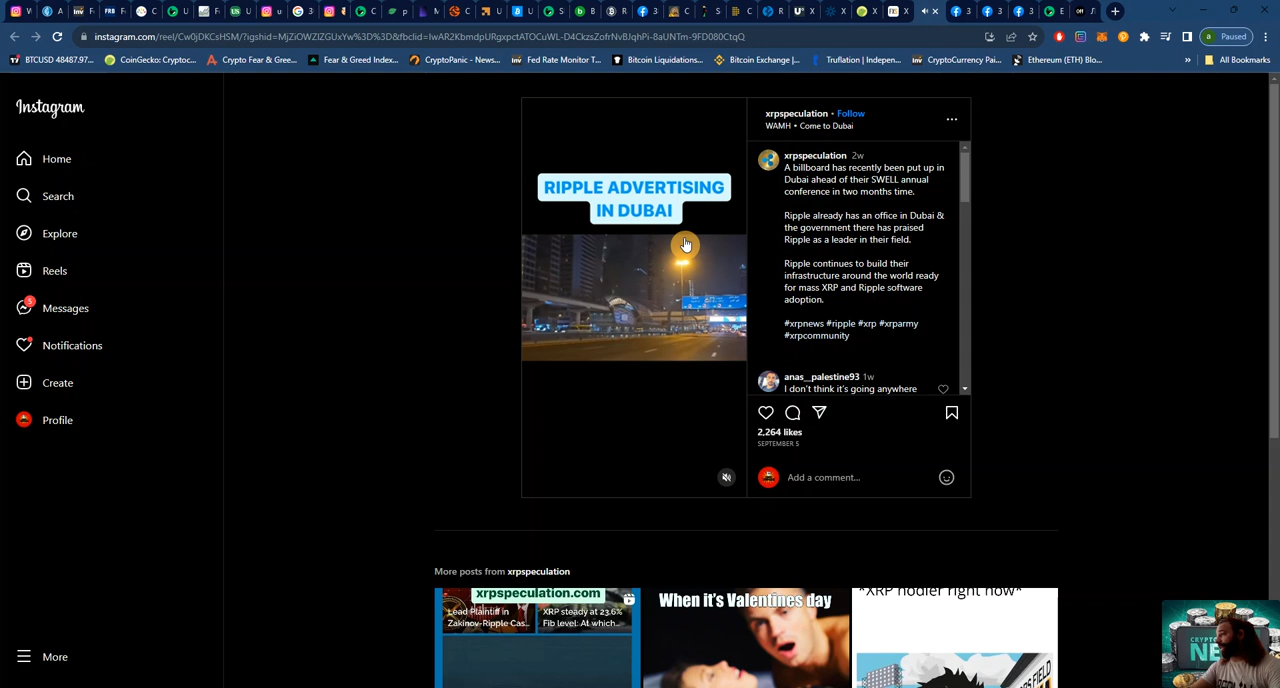 instagram.com/reel/Cw0jDKCsHSM/?igshid=MjZiOWZlZGUxYw%3D%3D&fbclid=IwAR2KbmdpURgxpctATOCuWL-D4CkzsZofrNvBJqhPi-8aUNTm-9FD080CtqQ
Paused
BTCUSD 48487.97...
CoinGecko: Cryptoc...
Crypto Fear & Gree...
Fear & Greed Index...
CryptoPanic - News...
Fed Rate Monitor T...
Bitcoin Liquidations...
Bitcoin Exchange |...
Truflation | Indepen...
CryptoCurrency Pai...
Ethereum (ETH) Blo...
All Bookmarks
Instagram
Home
Search
Explore
Reels
5
Messages
Notifications
Create
Profile
More
RIPPLE ADVERTISING
IN DUBAI
xrpspeculation • Follow
WAMH • Come to Dubai
xrpspeculation 2w
A billboard has recently been put up in
Dubai ahead of their SWELL annual
conference in two months time.
Ripple already has an office in Dubai &
the government there has praised
Ripple as a leader in their field.
Ripple continues to build their
infrastructure around the world ready
for mass XRP and Ripple software
adoption.
#xrpnews #ripple #xrp #xrparmy
#xrpcommunity
anas__palestine93 1w
I don't think it's going anywhere
2,264 likes
SEPTEMBER 5
Add a comment...
More posts from xrpspeculation
xrpspeculation.com
Lead Plaintiff in
Zakinov-Ripple Cas...
XRP steady at 23.6%
Fib level: At which...
When it's Valentines day
*XRP hodler right now*